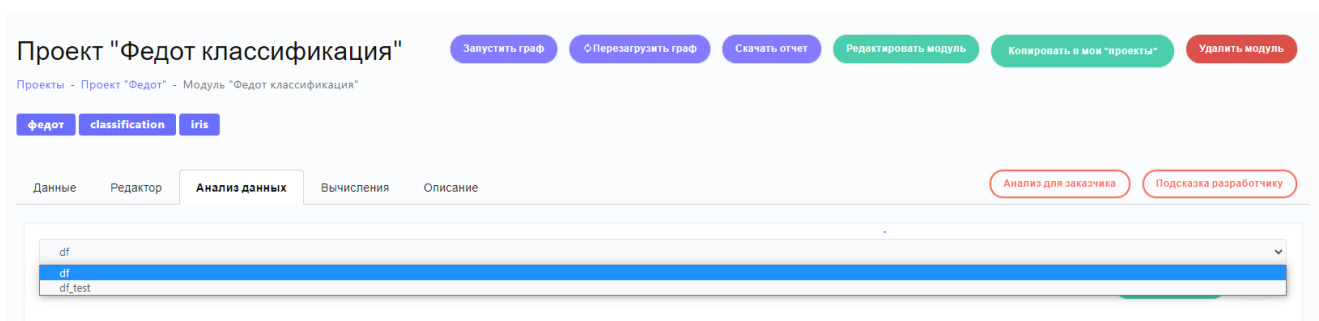 Проект "Федот классификация"
Запустить граф
Перезагрузить граф
Скачать отчет
Редактировать модуль
Копировать в мои "проекты"
Удалить модуль
Проекты - Проект "Федот" - Модуль "Федот классификация"
федот classification iris
Данные Редактор Анализ данных Вычисления Описание
Анализ для заказчика
Подсказка разработчику
df
df
df_test